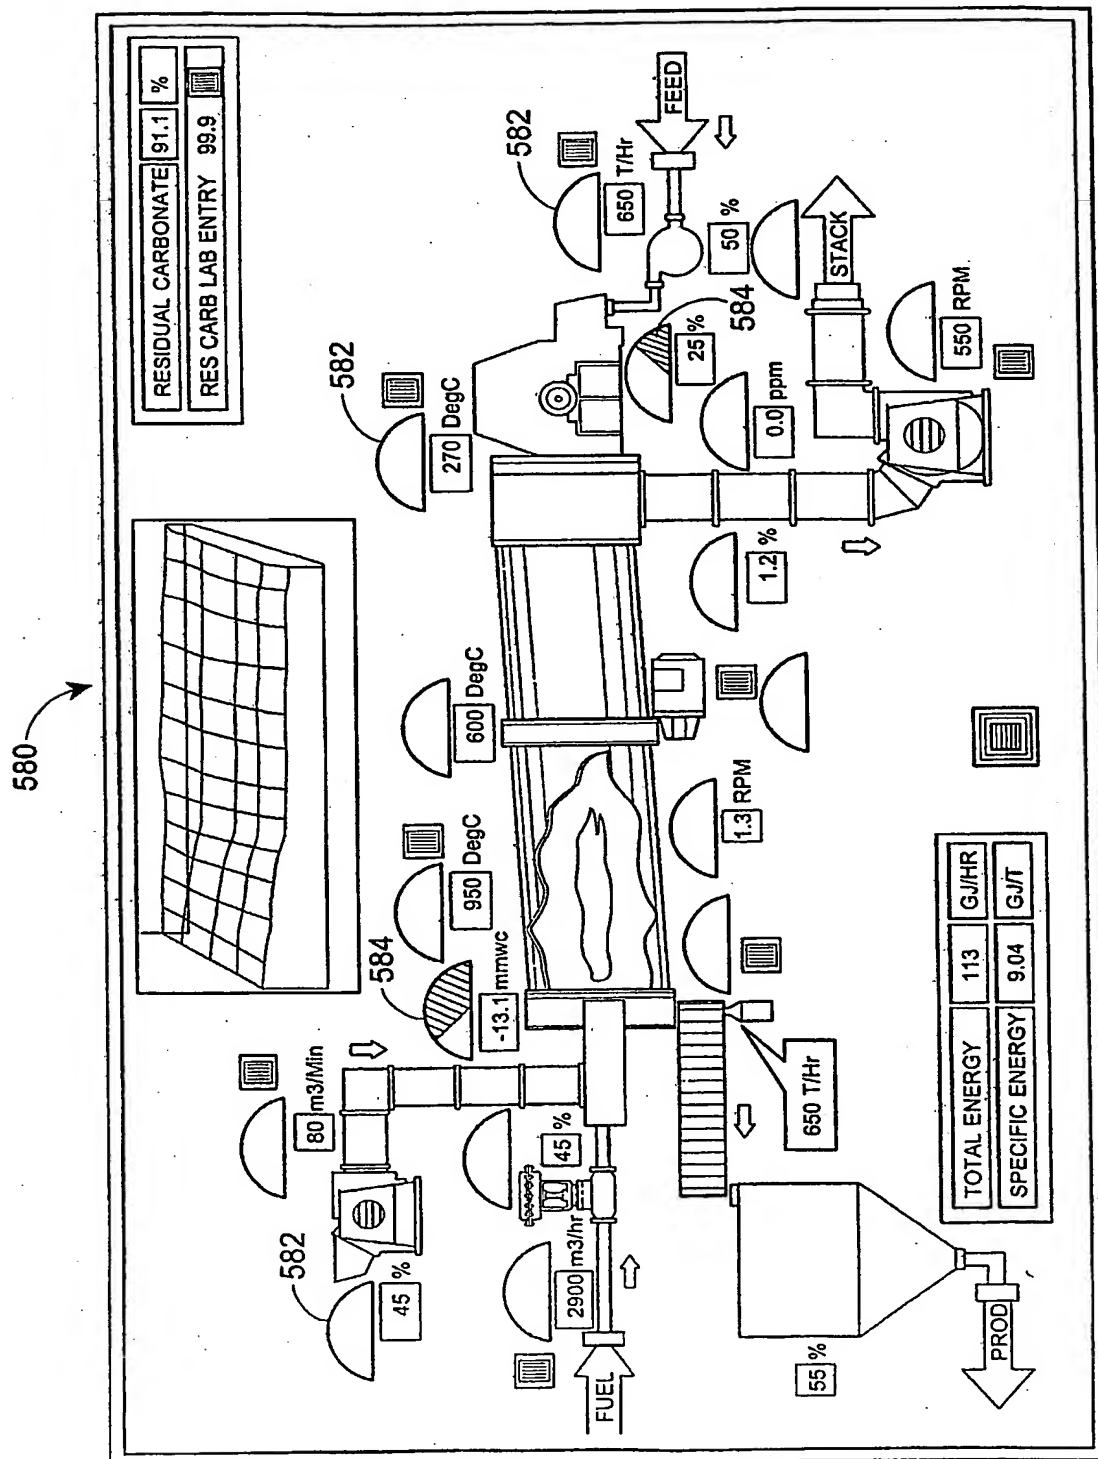 580
RESIDUAL CARBONATE 91.1 %
RES CARB LAB ENTRY 99.9
582
45 %
80 m3/Min
584
-13.1 mmwc
950 DegC
600 DegC
582
270 DegC
582
650 T/Hr
FEED
FUEL
2900 m3/hr
45 %
25 %
584
50 %
STACK
0.0 ppm
1.2 %
550 RPM
1.3 RPM
650 T/Hr
55 %
PROD
TOTAL ENERGY 113 GJ/HR
SPECIFIC ENERGY 9.04 GJ/T